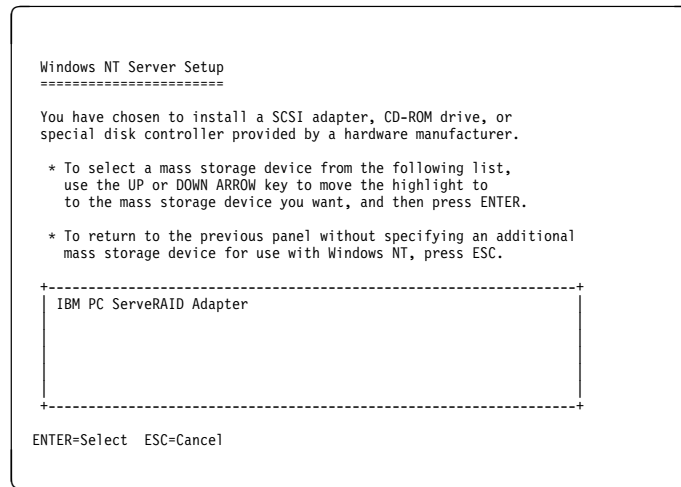 Windows NT Server Setup
=======================
You have chosen to install a SCSI adapter, CD-ROM drive, or
special disk controller provided by a hardware manufacturer.
* To select a mass storage device from the following list,
use the UP or DOWN ARROW key to move the highlight to
to the mass storage device you want, and then press ENTER.
* To return to the previous panel without specifying an additional
mass storage device for use with Windows NT, press ESC.
IBM PC ServeRAID Adapter
ENTER=Select ESC=Cancel